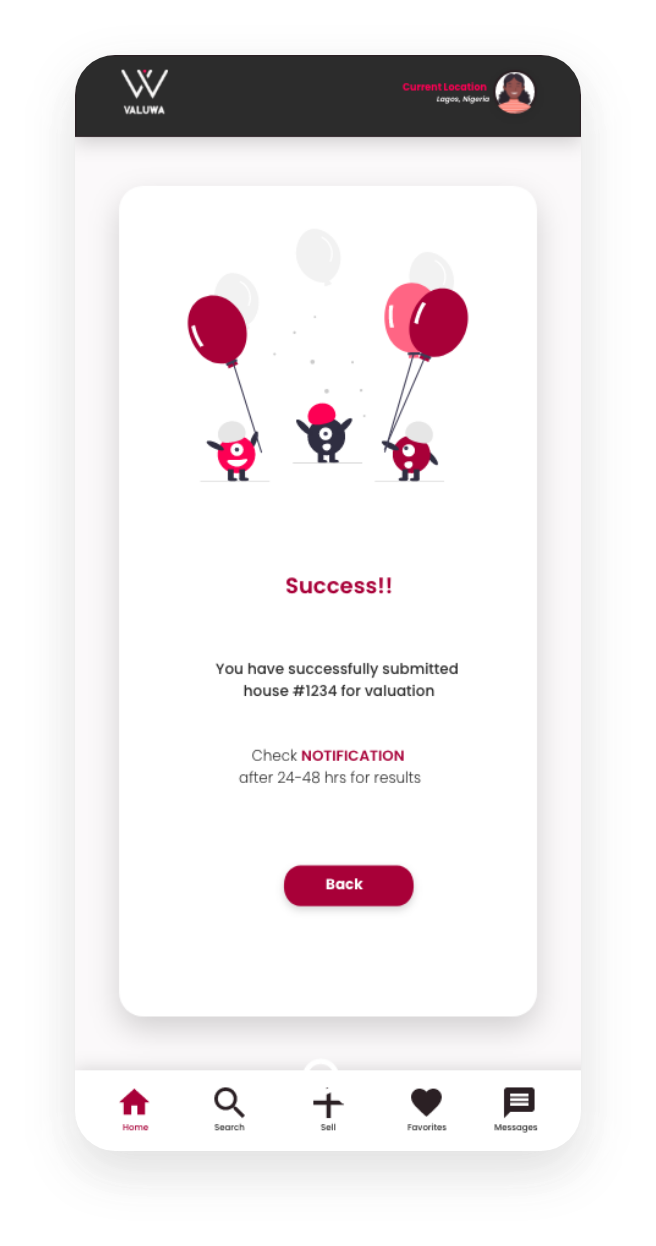 VALUWA
Current Location
Lagos, Nigeria
Success!!
You have successfully submitted
house #1234 for valuation
Check NOTIFICATION
after 24-48 hrs for results
Back
Home
Search
Sell
Favorites
Messages